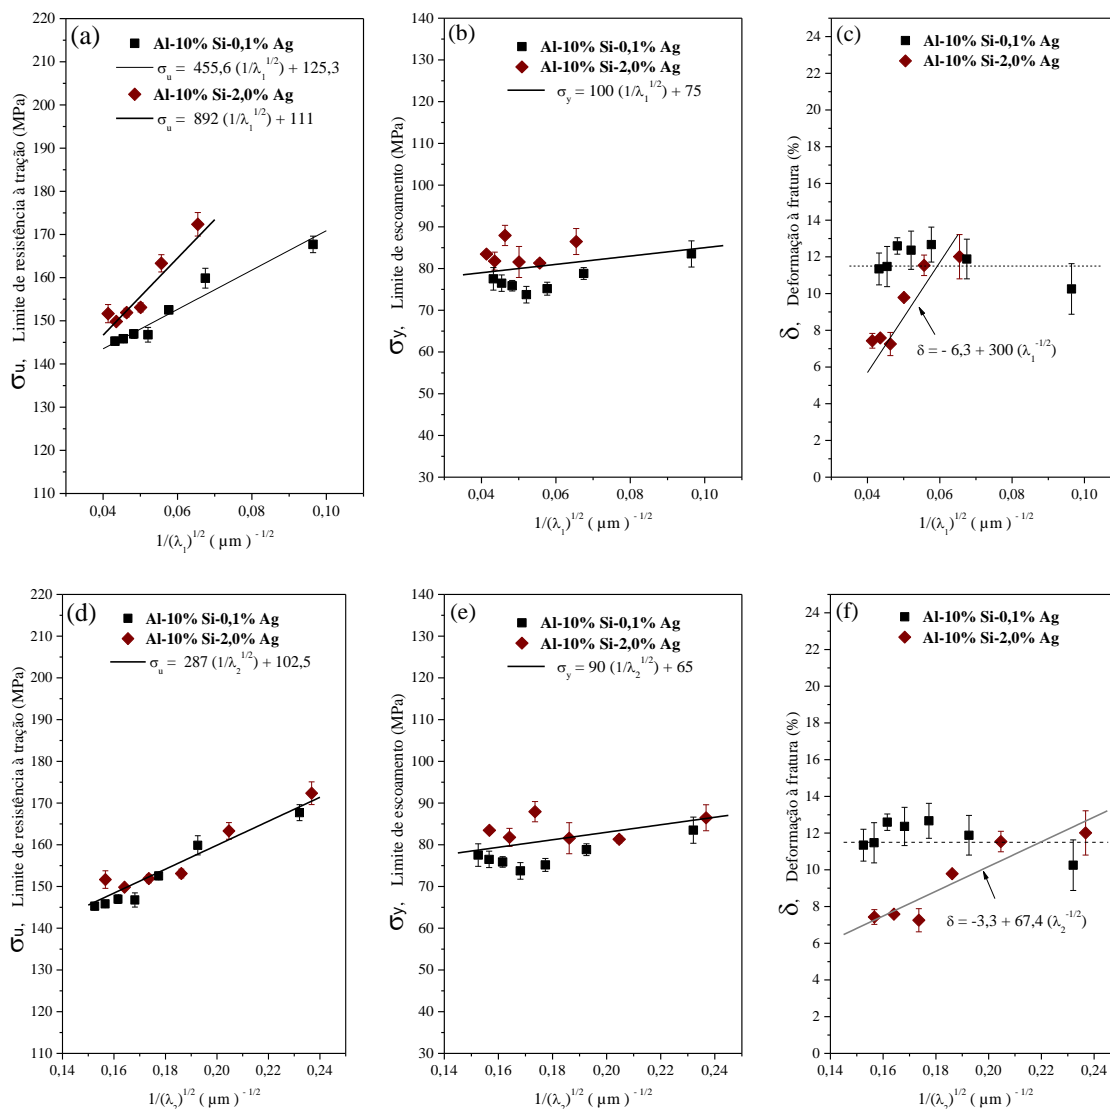 (a)
Al-10% Si-0,1% Ag
σu = 455,6 (1/λ1^1/2) + 125,3
Al-10% Si-2,0% Ag
σu = 892 (1/λ1^1/2) + 111
σu, Limite de resistência à tração (MPa)
220
210
200
190
180
170
160
150
140
130
120
110
0,04 0,06 0,08 0,10
1/(λ1)^1/2 ( µm ) ^- 1/2
(b)
Al-10% Si-0,1% Ag
Al-10% Si-2,0% Ag
σy = 100 (1/λ1^1/2) + 75
σy, Limite de escoamento (MPa)
140
130
120
110
100
90
80
70
60
50
40
30
0,04 0,06 0,08 0,10
1/(λ1)^1/2 ( µm ) ^- 1/2
(c)
Al-10% Si-0,1% Ag
Al-10% Si-2,0% Ag
δ = - 6,3 + 300 (λ1^-1/2)
δ, Deformação à fratura (%)
24
22
20
18
16
14
12
10
8
6
4
2
0
0,04 0,06 0,08 0,10
1/(λ1)^1/2 ( µm ) ^- 1/2
(d)
Al-10% Si-0,1% Ag
Al-10% Si-2,0% Ag
σu = 287 (1/λ2^1/2) + 102,5
σu, Limite de resistência à tração (MPa)
220
210
200
190
180
170
160
150
140
130
120
110
0,14 0,16 0,18 0,20 0,22 0,24
1/(λ2)^1/2 ( µm ) ^- 1/2
(e)
Al-10% Si-0,1% Ag
Al-10% Si-2,0% Ag
σy = 90 (1/λ2^1/2) + 65
σy, Limite de escoamento (MPa)
140
130
120
110
100
90
80
70
60
50
40
30
0,14 0,16 0,18 0,20 0,22 0,24
1/(λ2)^1/2 ( µm ) ^- 1/2
(f)
Al-10% Si-0,1% Ag
Al-10% Si-2,0% Ag
δ = -3,3 + 67,4 (λ2^-1/2)
δ, Deformação à fratura (%)
24
22
20
18
16
14
12
10
8
6
4
2
0
0,14 0,16 0,18 0,20 0,22 0,24
1/(λ2)^1/2 ( µm ) ^- 1/2